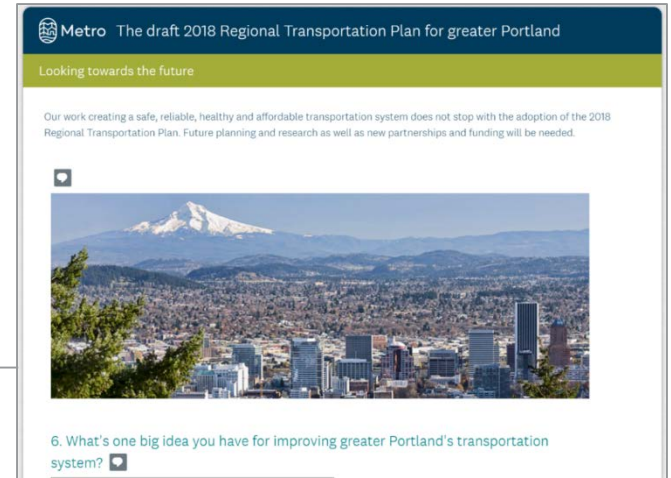 Metro The draft 2018 Regional Transportation Plan for greater Portland
Looking towards the future
Our work creating a safe, reliable, healthy and affordable transportation system does not stop with the adoption of the 2018
Regional Transportation Plan. Future planning and research as well as new partnerships and funding will be needed.
6. What's one big idea you have for improving greater Portland's transportation
system?